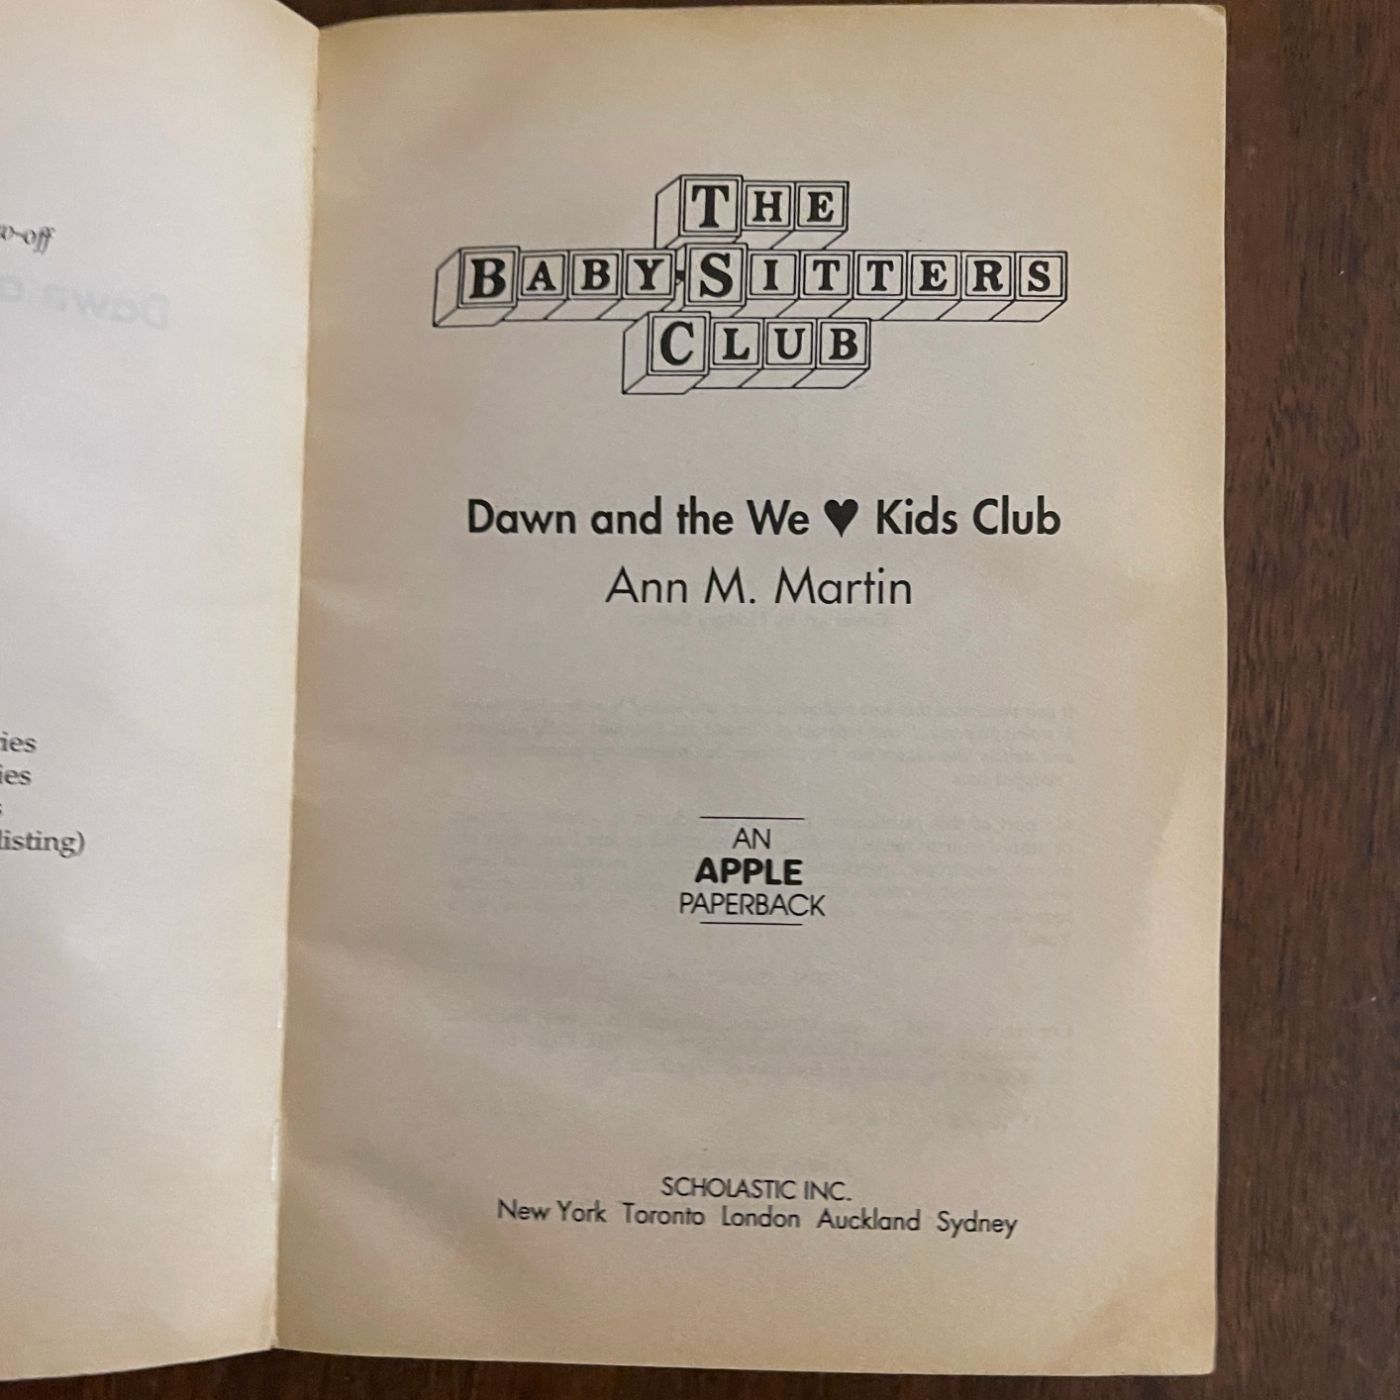 -off
ies
ies
s
listing)
THE
BABY-SITTERS
CLUB
Dawn and the We ♥ Kids Club
Ann M. Martin
AN
APPLE
PAPERBACK
SCHOLASTIC INC.
New York Toronto London Auckland Sydney